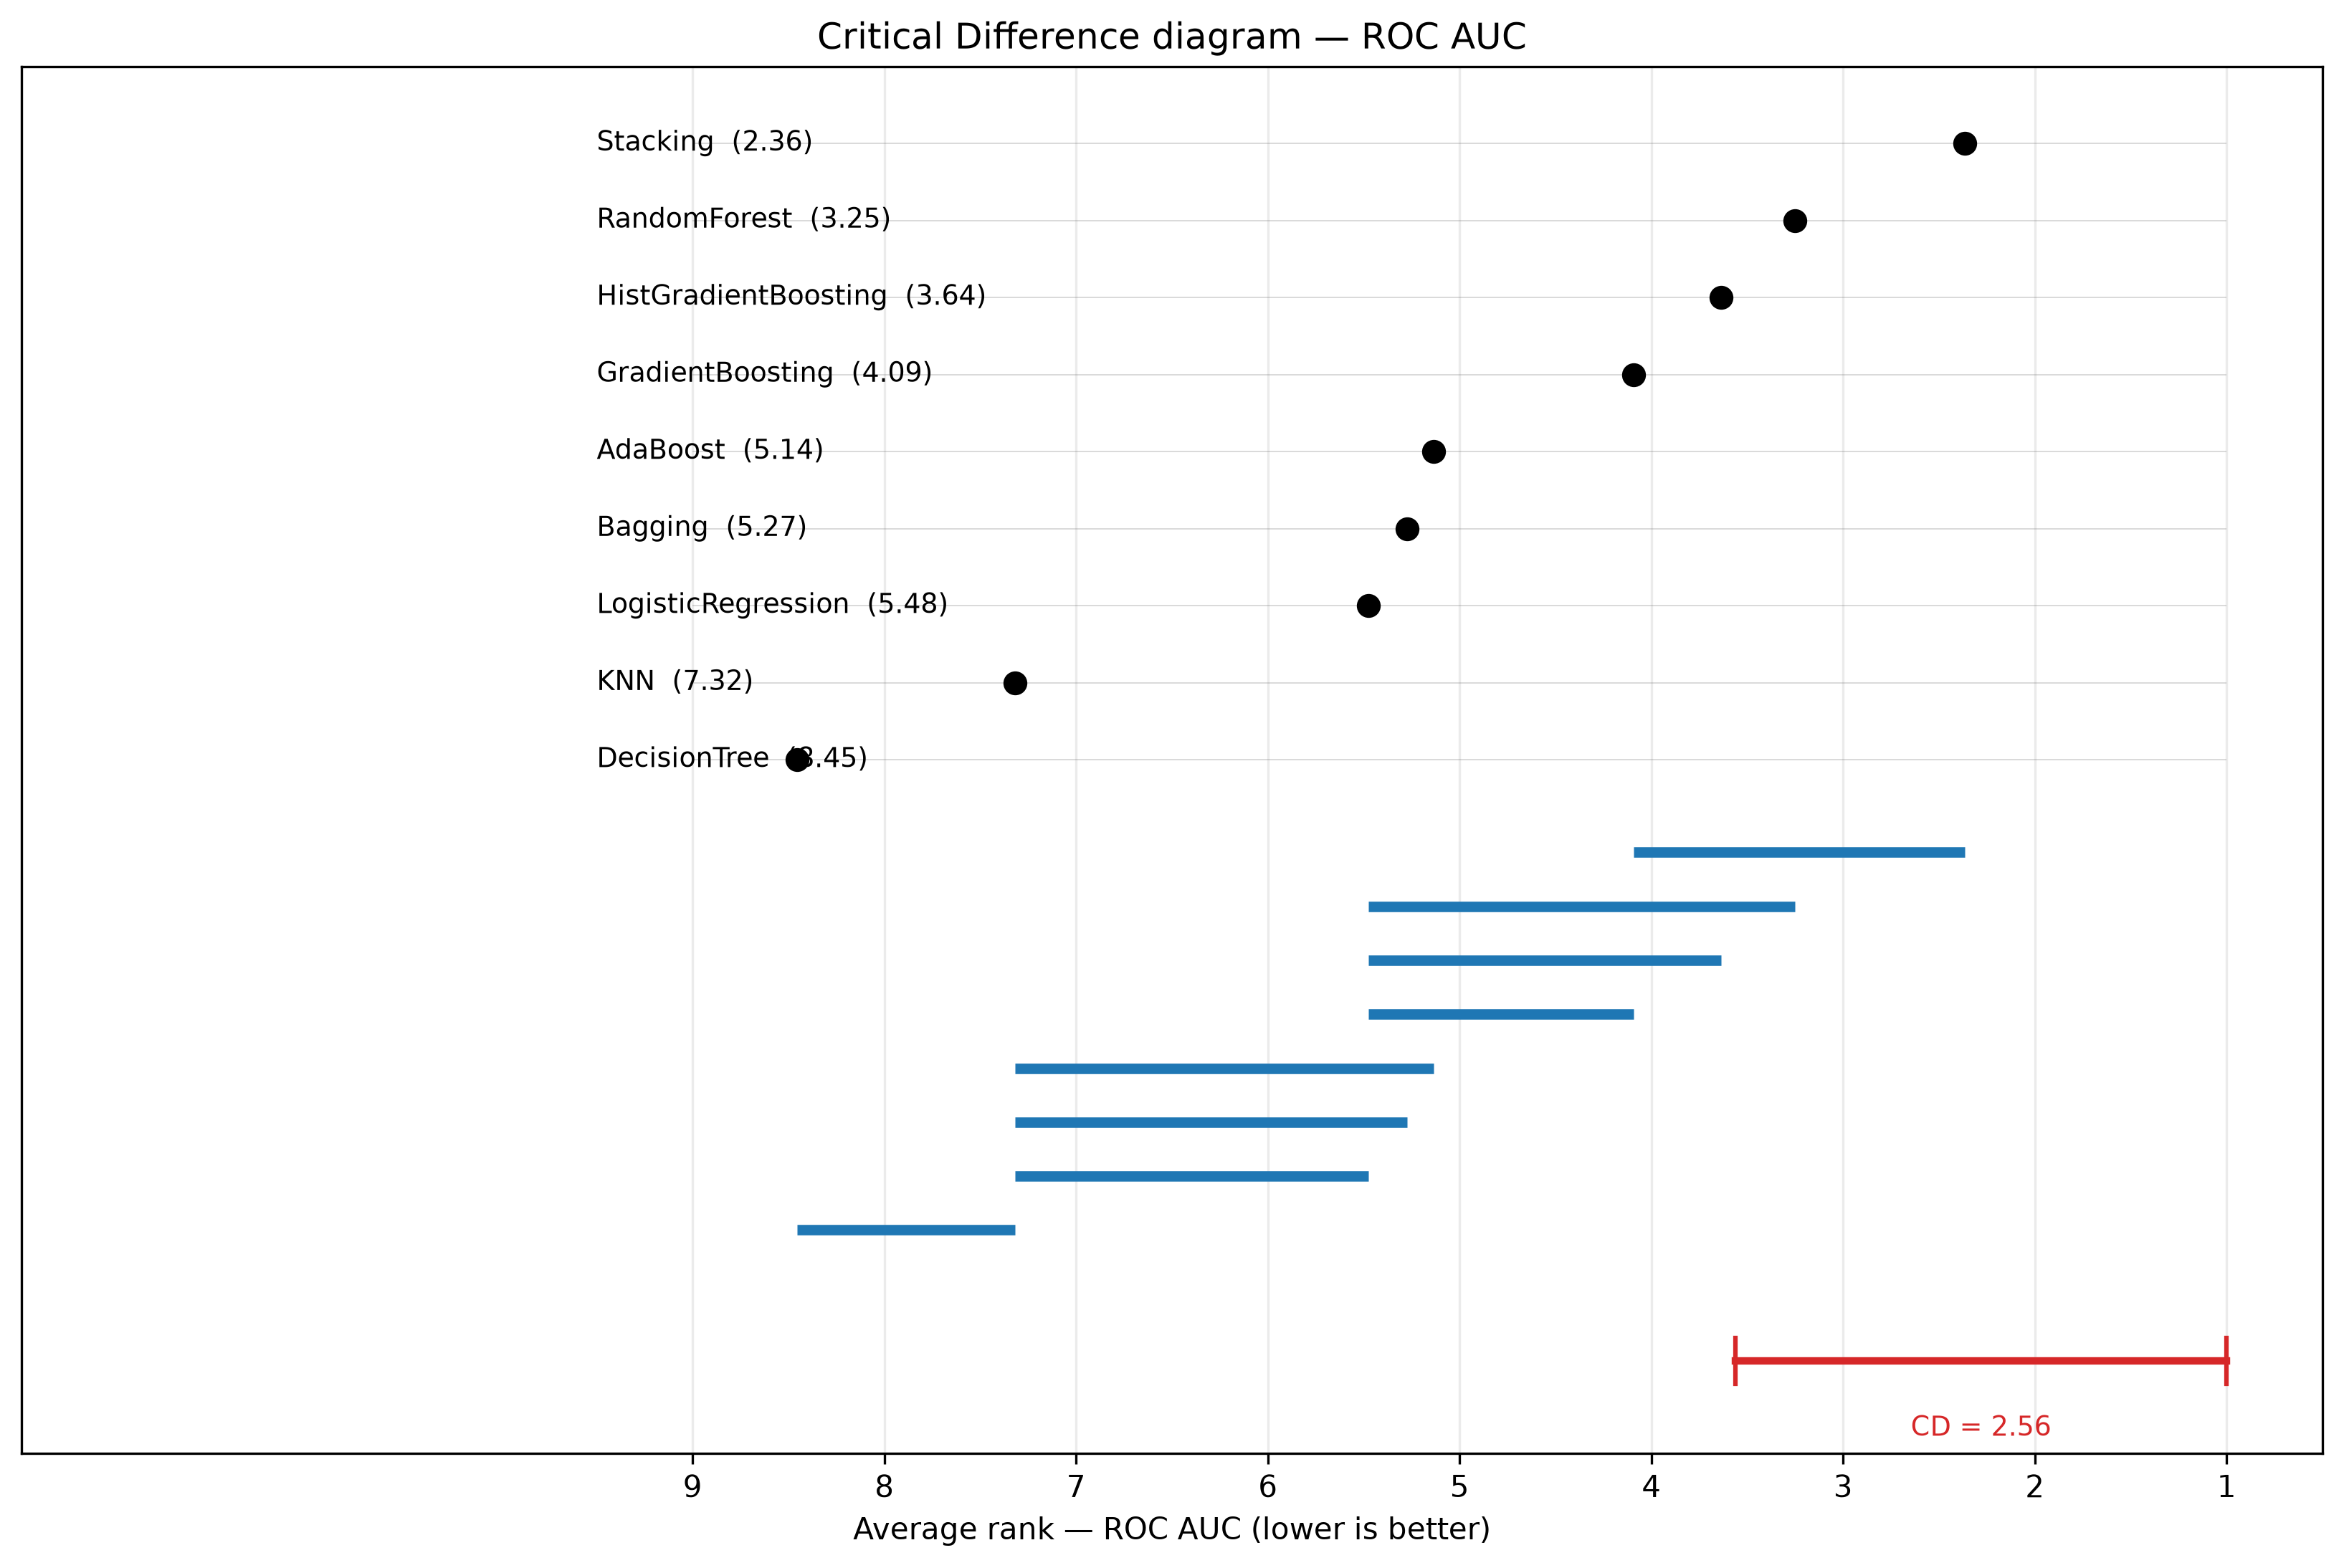 Critical Difference diagram — ROC AUC
Stacking (2.36)
RandomForest (3.25)
HistGradientBoosting (3.64)
GradientBoosting (4.09)
AdaBoost (5.14)
Bagging (5.27)
LogisticRegression (5.48)
KNN (7.32)
DecisionTree (8.45)
CD = 2.56
9 8 7 6 5 4 3 2 1
Average rank — ROC AUC (lower is better)